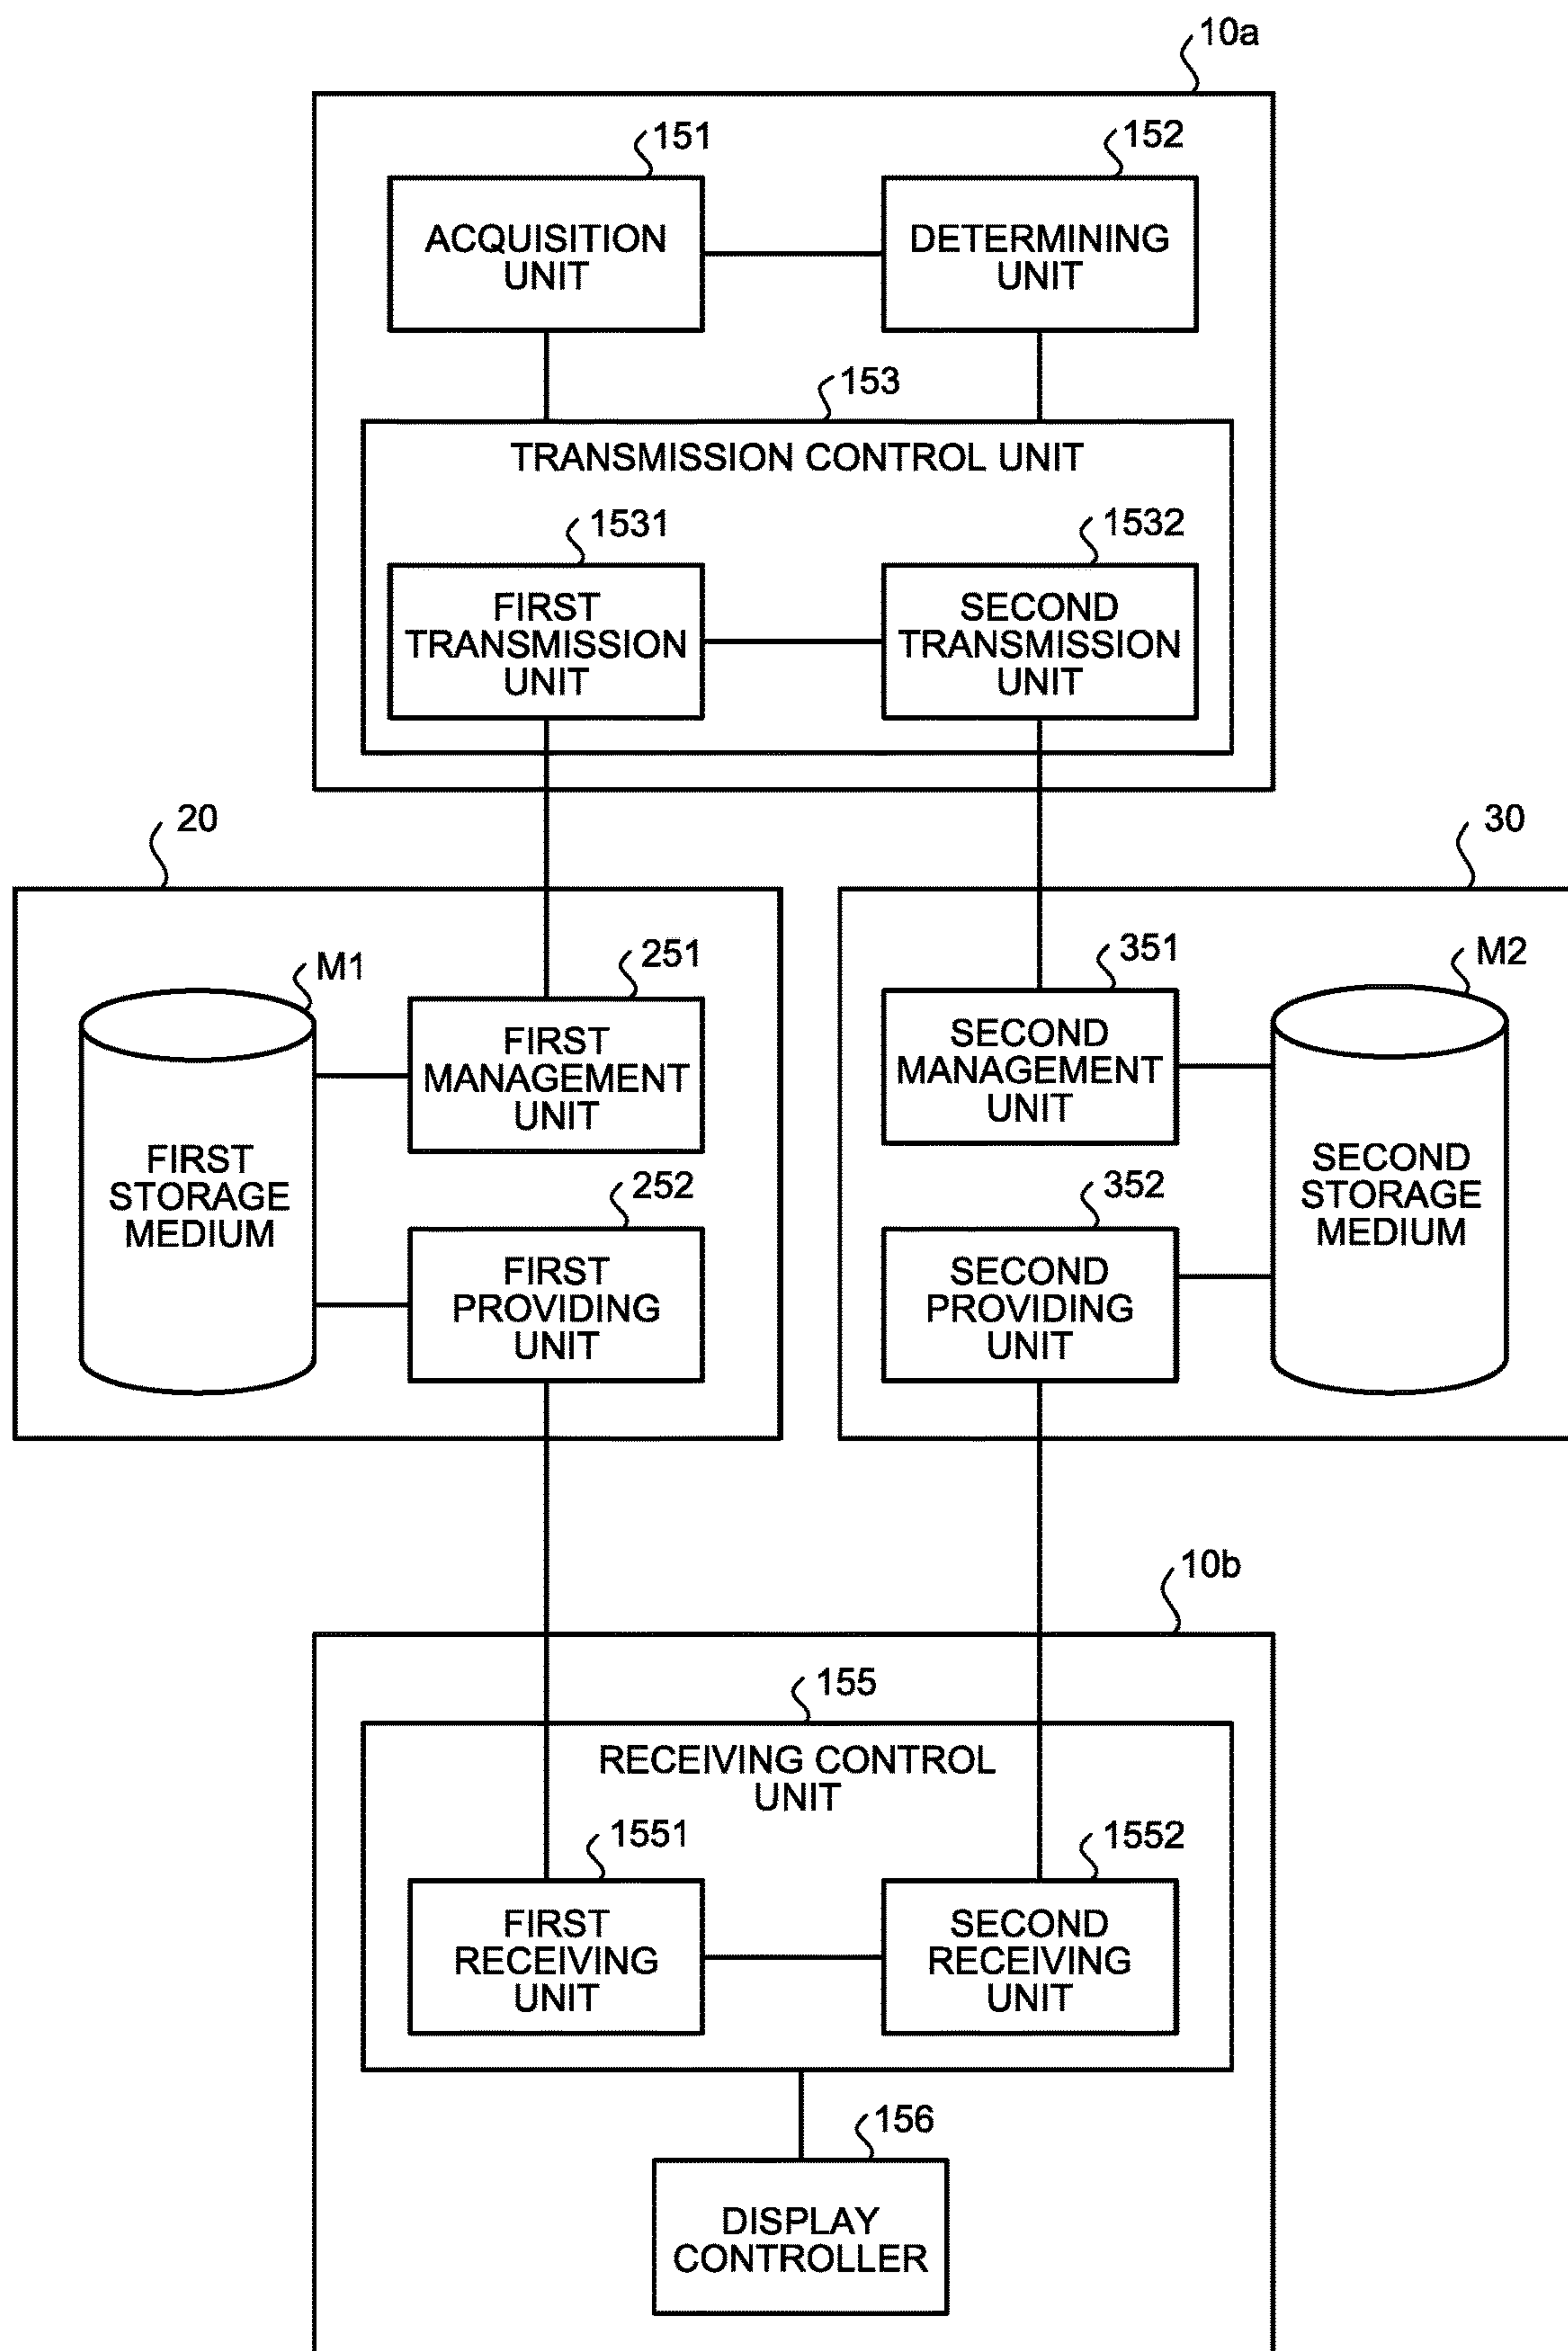 10a
151
152
ACQUISITION
UNIT
DETERMINING
UNIT
153
TRANSMISSION CONTROL UNIT
1531
1532
FIRST
TRANSMISSION
UNIT
SECOND
TRANSMISSION
UNIT
20
30
M1
251
FIRST
MANAGEMENT
UNIT
FIRST
STORAGE
MEDIUM
252
FIRST
PROVIDING
UNIT
351
M2
SECOND
MANAGEMENT
UNIT
352
SECOND
PROVIDING
UNIT
SECOND
STORAGE
MEDIUM
10b
155
RECEIVING CONTROL
UNIT
1551
1552
FIRST
RECEIVING
UNIT
SECOND
RECEIVING
UNIT
156
DISPLAY
CONTROLLER